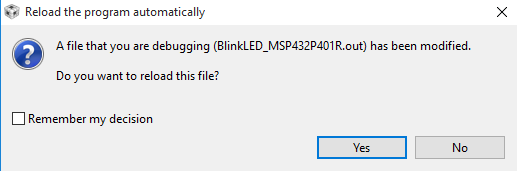 Reload the program automatically
A file that you are debugging (BlinkLED_MSP432P401R.out) has been modified.
Do you want to reload this file?
Remember my decision
Yes
No